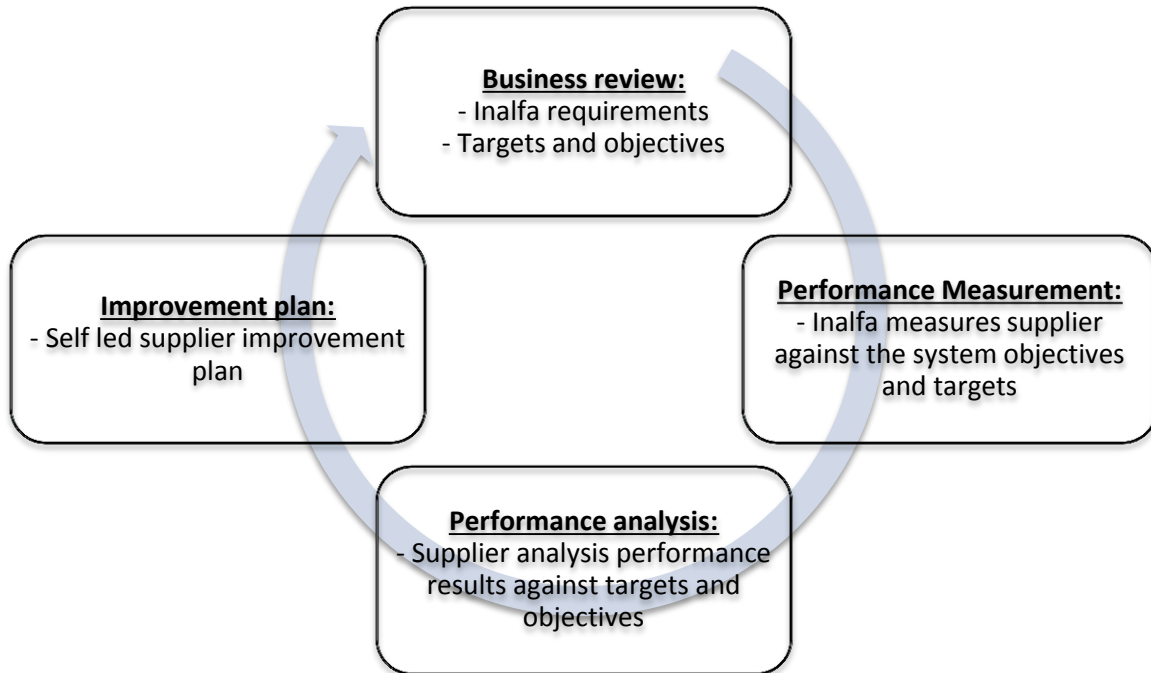 Business review:
- Inalfa requirements
- Targets and objectives
Performance Measurement:
- Inalfa measures supplier
against the system objectives
and targets
Performance analysis:
- Supplier analysis performance
results against targets and
objectives
Improvement plan:
- Self led supplier improvement
plan